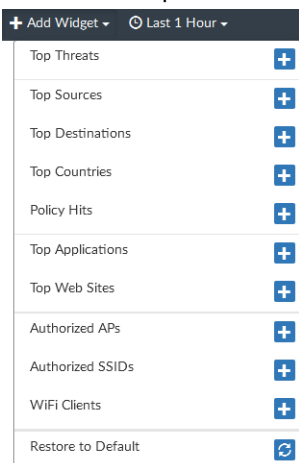 Add Widget Last 1 Hour
Top Threats
Top Sources
Top Destinations
Top Countries
Policy Hits
Top Applications
Top Web Sites
Authorized APs
Authorized SSIDs
WiFi Clients
Restore to Default